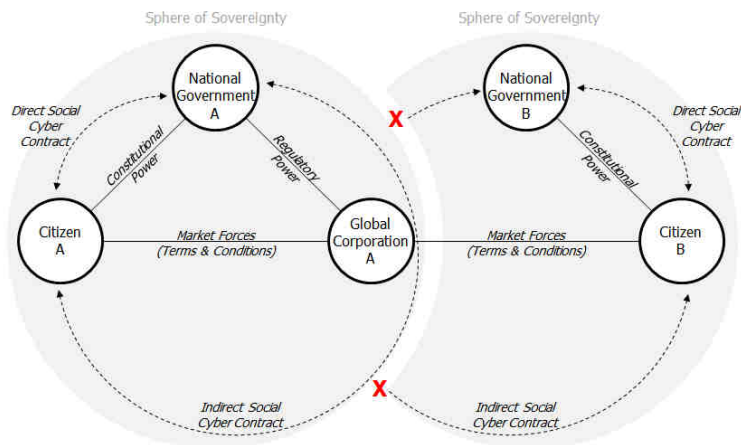 Sphere of Sovereignty
Sphere of Sovereignty
National
Government
A
National
Government
B
Direct Social
Cyber
Contract
Constitutional
Power
Regulatory
Power
X
Constitutional
Power
Direct Social
Cyber
Contract
Citizen
A
Market Forces
(Terms & Conditions)
Global
Corporation
A
Market Forces
(Terms & Conditions)
Citizen
B
X
Indirect Social
Cyber Contract
Indirect Social
Cyber Contract